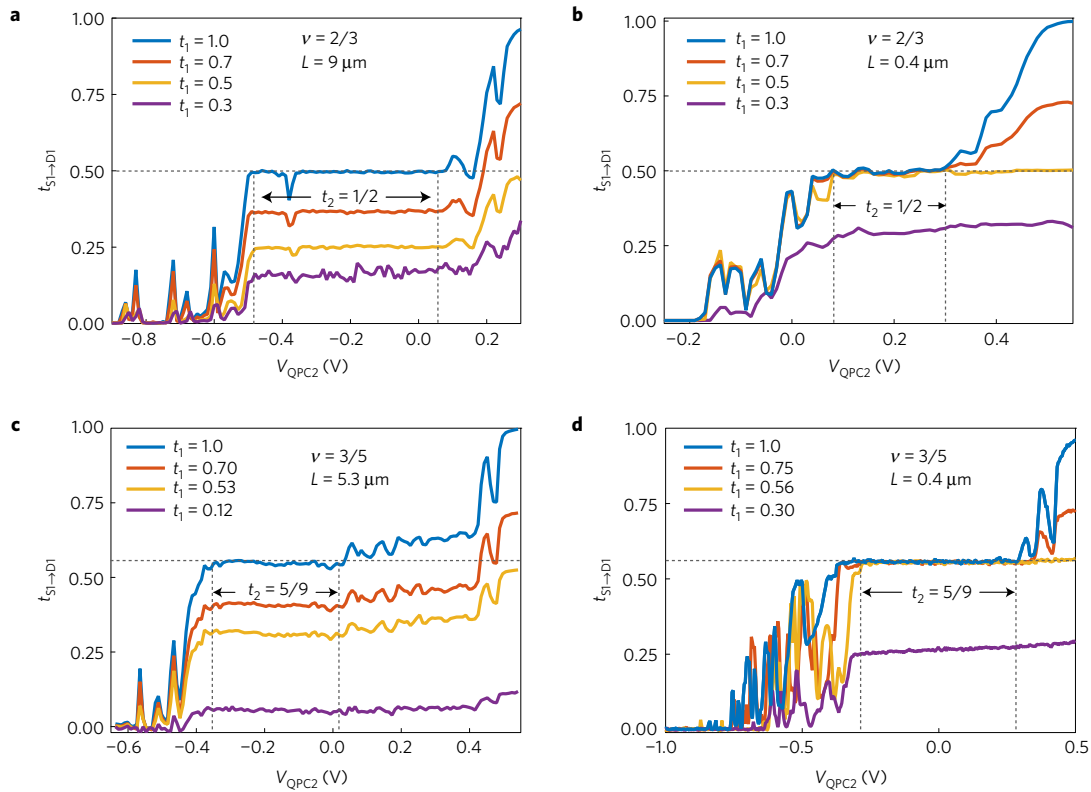 a
1.00
0.75
0.50
0.25
0.00
t₁ = 1.0
t₁ = 0.7
t₁ = 0.5
t₁ = 0.3
ν = 2/3
L = 9 μm
t₂ = 1/2
−0.8
−0.6
−0.4
−0.2
0.0
0.2
V_QPC2 (V)
t_S1→D1
b
1.00
0.75
0.50
0.25
0.00
t₁ = 1.0
t₁ = 0.7
t₁ = 0.5
t₁ = 0.3
ν = 2/3
L = 0.4 μm
t₂ = 1/2
−0.2
0.0
0.2
0.4
V_QPC2 (V)
t_S1→D1
c
1.00
0.75
0.50
0.25
0.00
t₁ = 1.0
t₁ = 0.70
t₁ = 0.53
t₁ = 0.12
ν = 3/5
L = 5.3 μm
t₂ = 5/9
−0.6
−0.4
−0.2
0.0
0.2
0.4
V_QPC2 (V)
t_S1→D1
d
1.00
0.75
0.50
0.25
0.00
t₁ = 1.0
t₁ = 0.75
t₁ = 0.56
t₁ = 0.30
ν = 3/5
L = 0.4 μm
t₂ = 5/9
−1.0
−0.5
0.0
0.5
V_QPC2 (V)
t_S1→D1